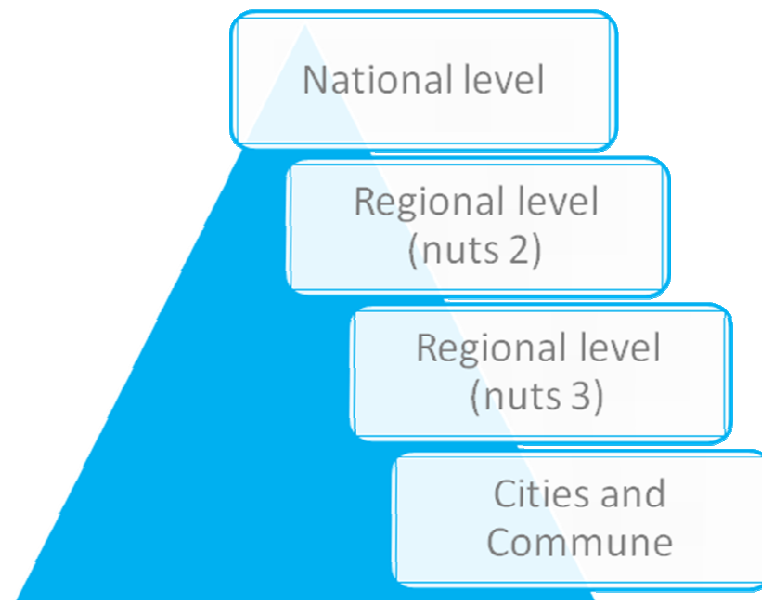 National level
Regional level
(nuts 2)
Regional level
(nuts 3)
Cities and
Commune